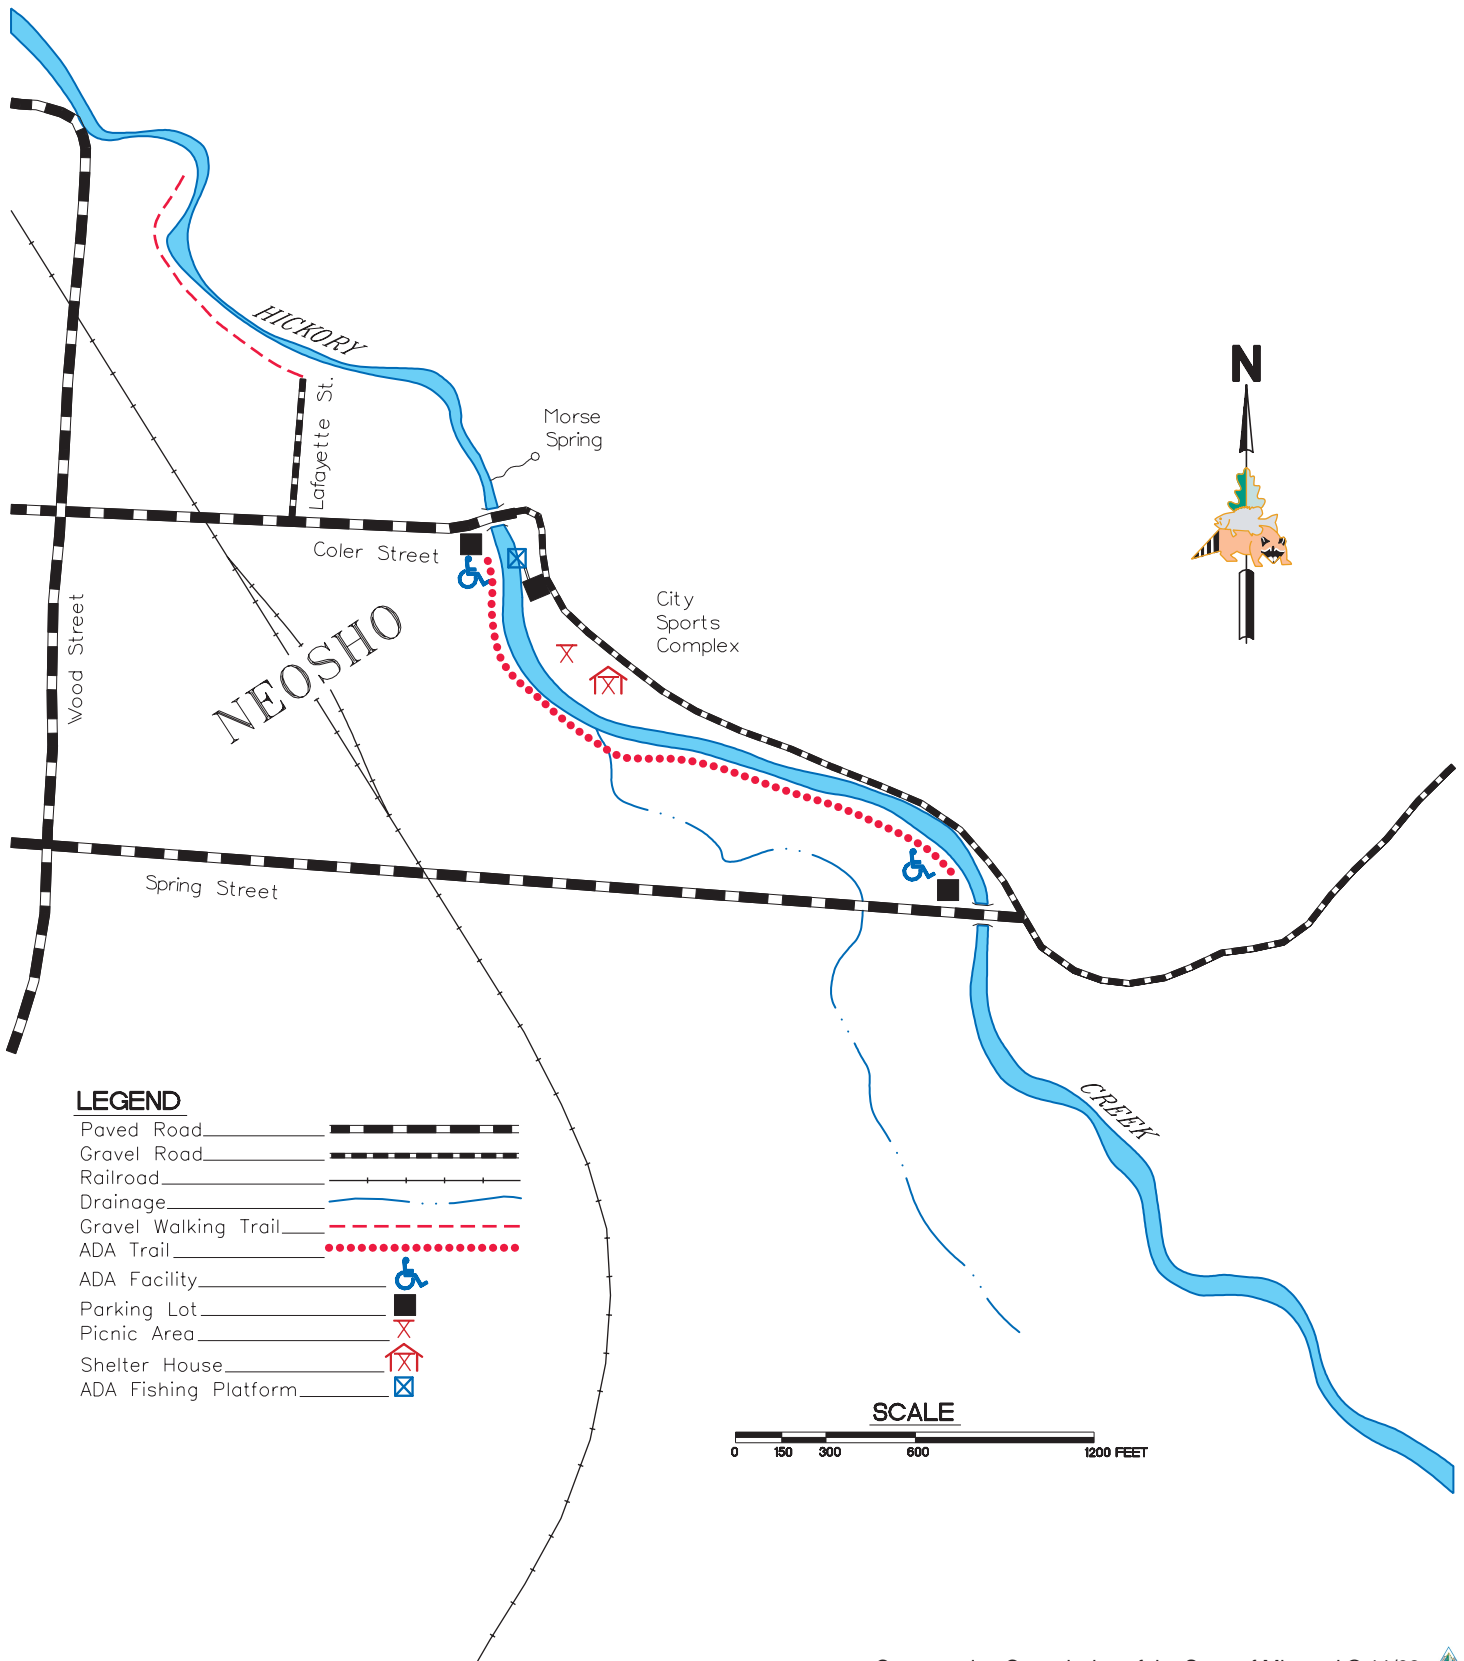 HICKORY
N
Morse
Spring
Lafayette St.
Coler Street
City
Sports
Complex
Wood Street
NEOSHO
Spring Street
CREEK
LEGEND
Paved Road
Gravel Road
Railroad
Drainage
Gravel Walking Trail
ADA Trail
ADA Facility
Parking Lot
Picnic Area
Shelter House
ADA Fishing Platform
SCALE
0 150 300 600 1200 FEET